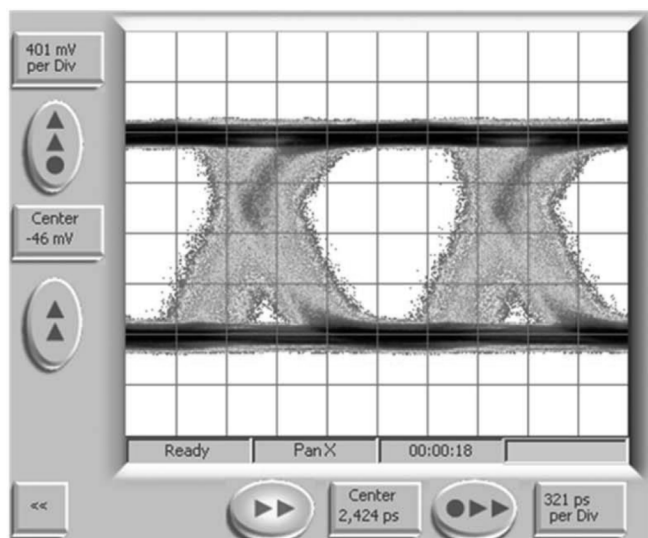 401 mV
per Div
Center
-46 mV
Ready
Pan X
00:00:18
<<
Center
2,424 ps
321 ps
per Div